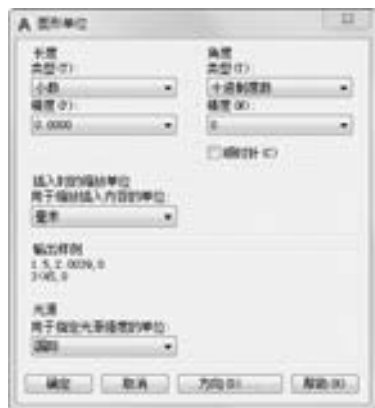 图形单位
长度
类型(T):
小数
精度(P):
0.0000
角度
类型(Y):
十进制度数
精度(N):
0
顺时针(C)
插入时的缩放单位
用于缩放插入内容的单位:
毫米
输出样例
1.5,2.0039,0
3<45,0
光源
用于指定光源强度的单位:
国际
确定
取消
方向(D)...
帮助(H)